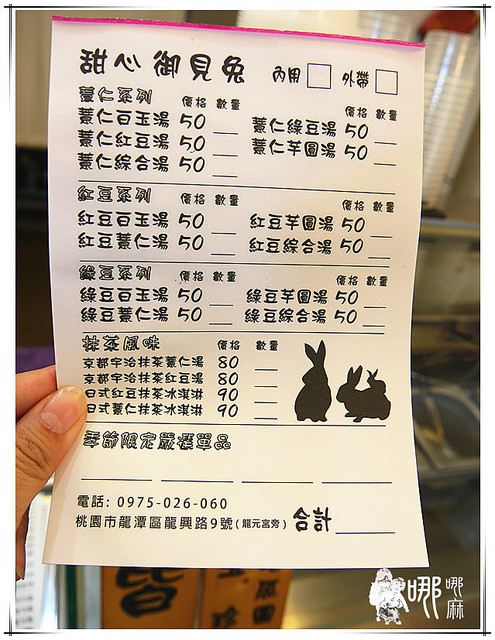 甜心御見兔 內用 外帶
薏仁系列 價格 數量 價格 數量
薏仁百玉湯 50 薏仁綠豆湯 50
薏仁紅豆湯 50 薏仁芋圓湯 50
薏仁綜合湯 50
紅豆系列 價格 數量 價格 數量
紅豆百玉湯 50 紅豆芋圓湯 50
紅豆薏仁湯 50 紅豆綜合湯 50
綠豆系列 價格 數量 價格 數量
綠豆百玉湯 50 綠豆芋圓湯 50
綠豆薏仁湯 50 綠豆綜合湯 50
抹茶風味 價格 數量
京都宇治抹茶薏仁湯 80
京都宇治抹茶紅豆湯 80
日式紅豆抹茶冰淇淋 90
日式薏仁抹茶冰淇淋 90
季節限定嚴選單品
電話: 0975-026-060
桃園市龍潭區龍興路9號(龍元宮旁) 合計
哪哪麻